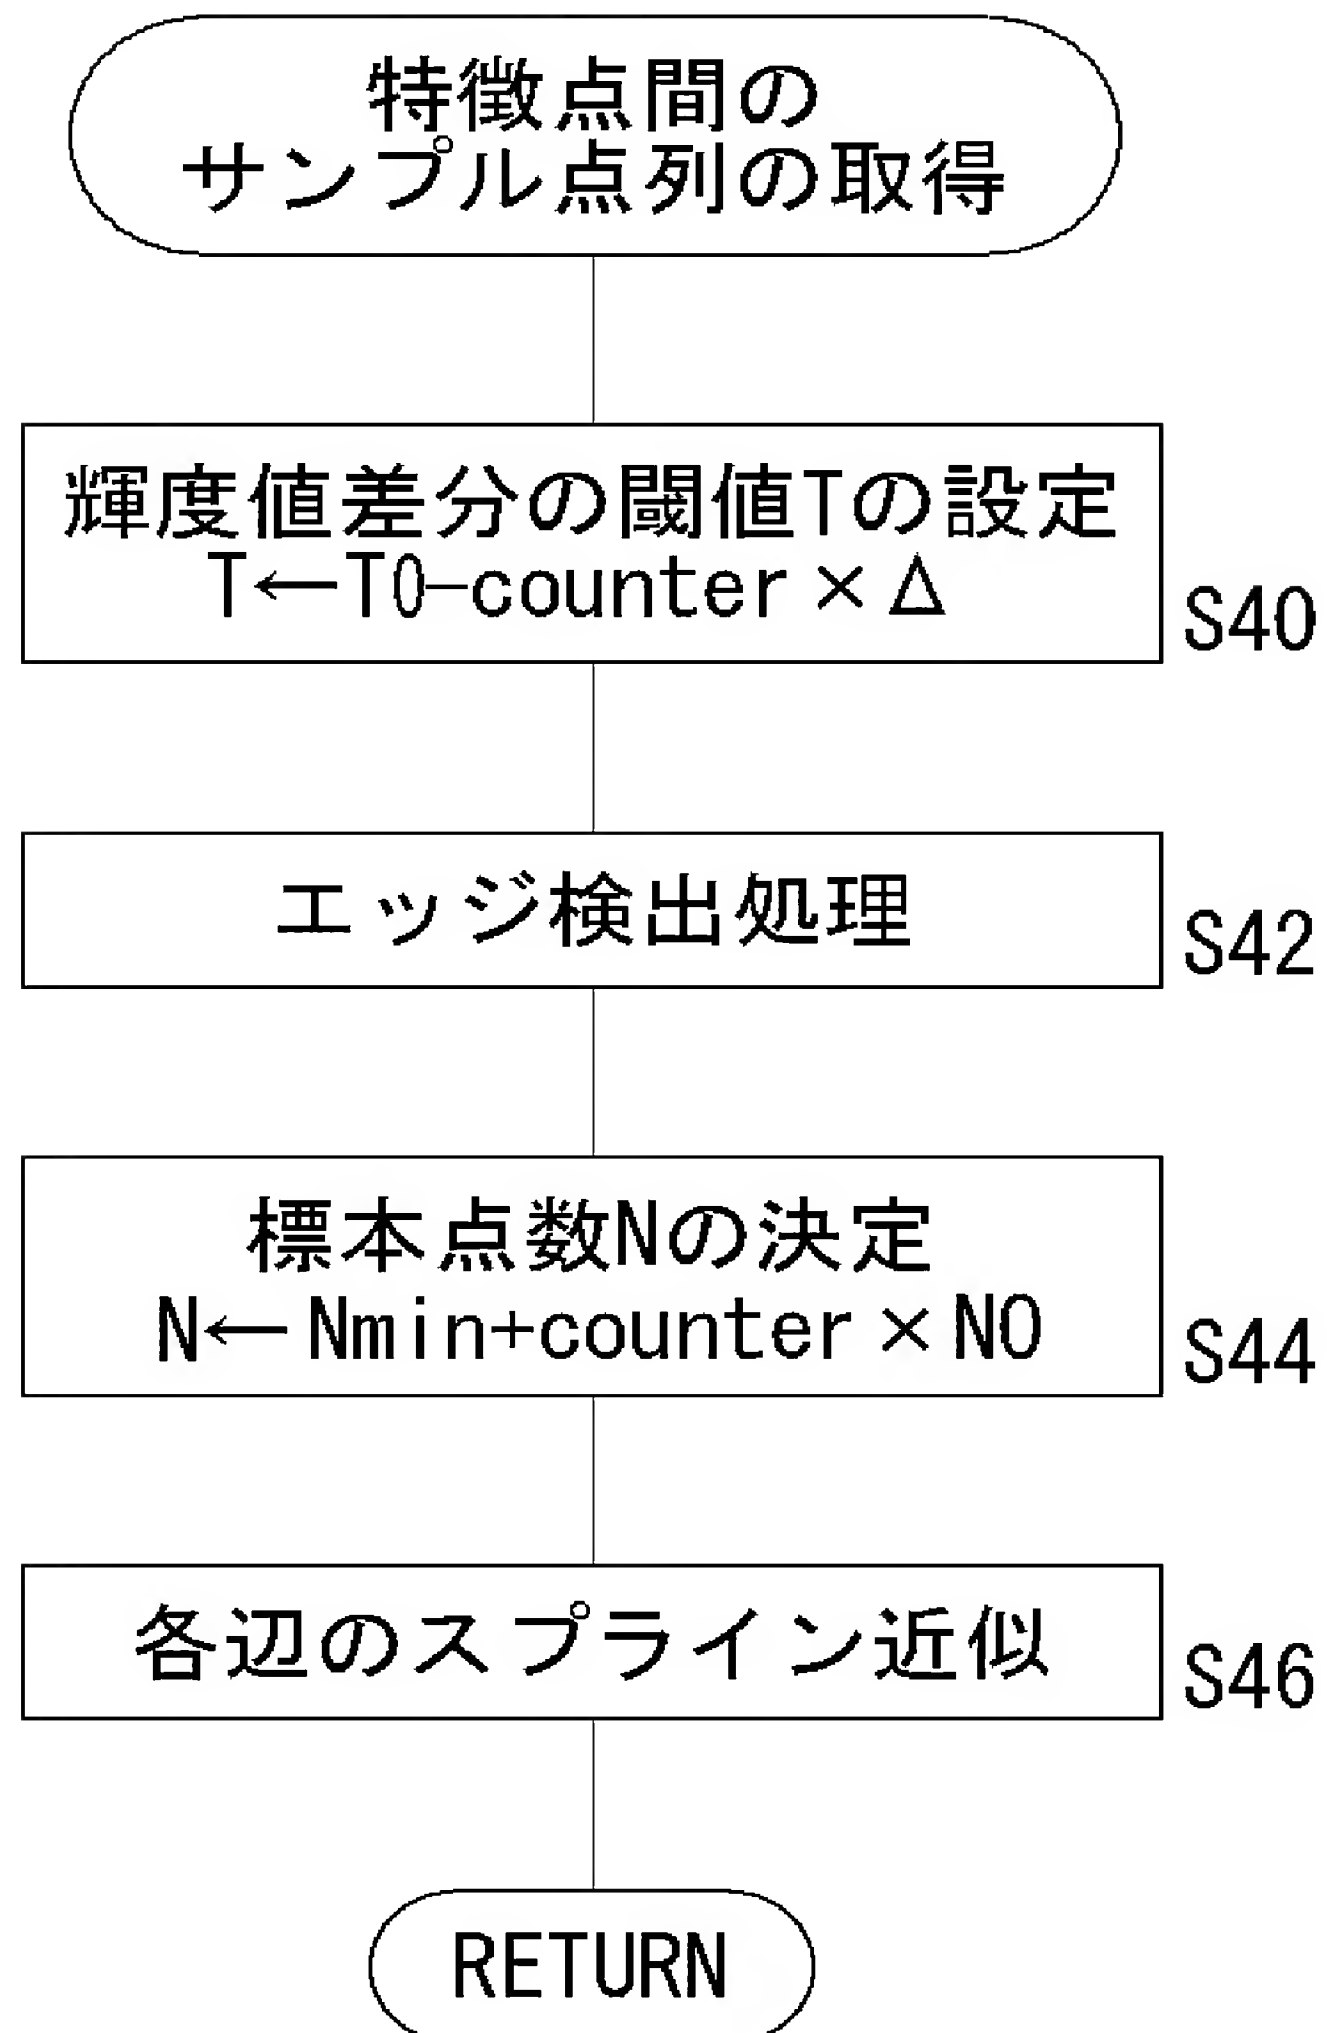 特徴点間の
サンプル点列の取得
輝度値差分の閾値Tの設定
T←T0-counter×Δ
S40
エッジ検出処理
S42
標本点数Nの決定
N←Nmin+counter×N0
S44
各辺のスプライン近似
S46
RETURN